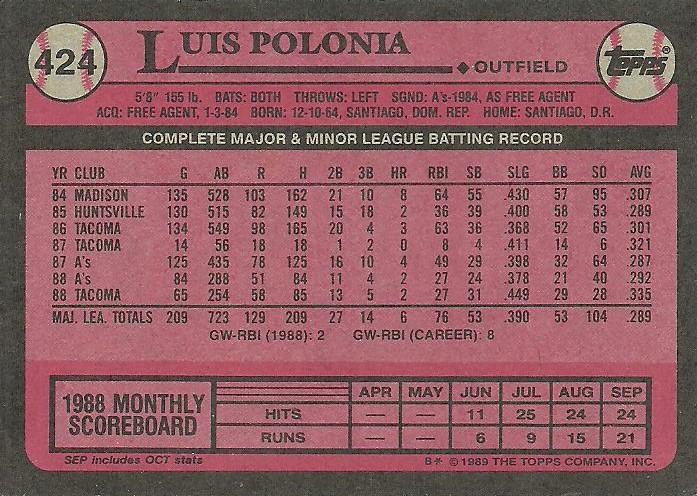 424
LUIS POLONIA
◆OUTFIELD
TOPPS®
5'8" 155 lb. BATS: BOTH THROWS: LEFT SGND: A's-1984, AS FREE AGENT
ACQ: FREE AGENT, 1-3-84 BORN: 12-10-64, SANTIAGO, DOM. REP. HOME: SANTIAGO, D.R.
COMPLETE MAJOR & MINOR LEAGUE BATTING RECORD
YR CLUB G AB R H 2B 3B HR RBI SB SLG BB SO AVG
84 MADISON 135 528 103 162 21 10 8 64 55 .430 57 95 .307
85 HUNTSVILLE 130 515 82 149 15 18 2 36 39 .400 58 53 .289
86 TACOMA 134 549 98 165 20 4 3 63 36 .368 52 65 .301
87 TACOMA 14 56 18 18 1 2 0 8 4 .411 14 6 .321
87 A's 125 435 78 125 16 10 4 49 29 .398 32 64 .287
88 A's 84 288 51 84 11 4 2 27 24 .378 21 40 .292
88 TACOMA 65 254 58 85 13 5 2 27 31 .449 29 28 .335
MAJ. LEA. TOTALS 209 723 129 209 27 14 6 76 53 .390 53 104 .289
GW-RBI (1988): 2 GW-RBI (CAREER): 8
1988 MONTHLY
SCOREBOARD
APR MAY JUN JUL AUG SEP
HITS — — 11 25 24 24
RUNS — — 6 9 15 21
SEP includes OCT stats
B* © 1989 THE TOPPS COMPANY, INC.